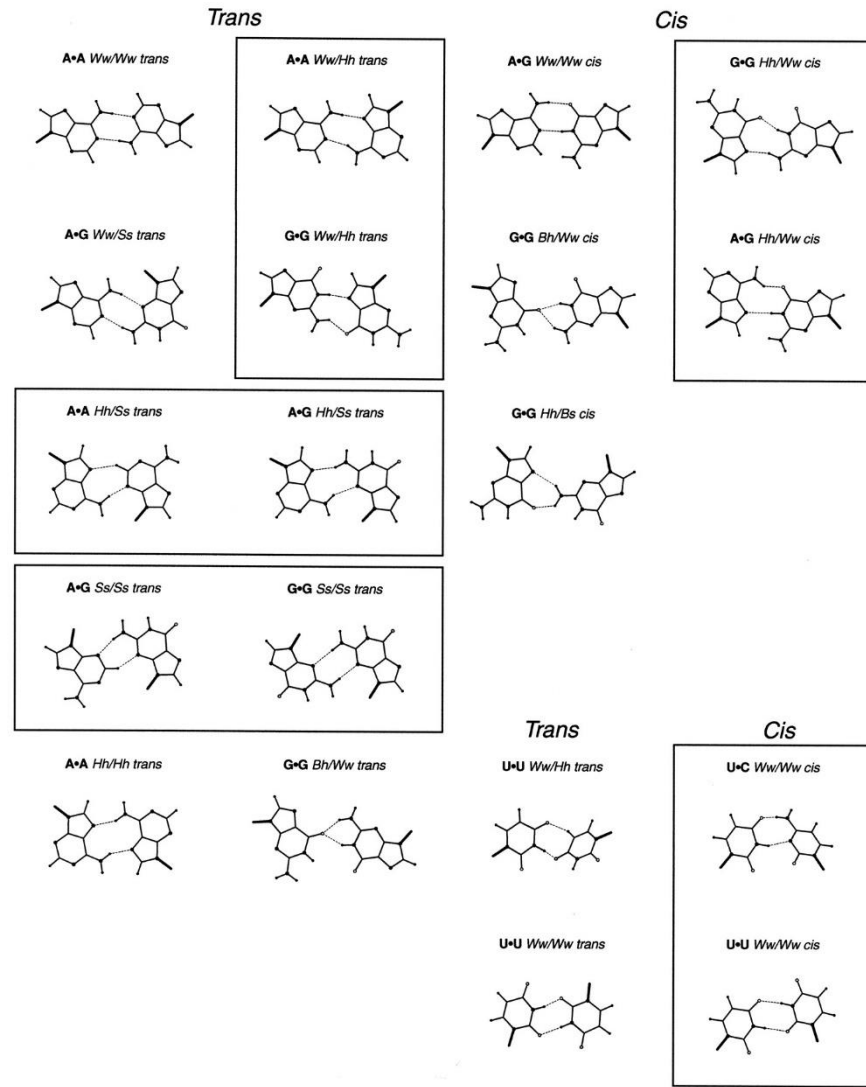 Trans Cis
A•A Ww/Ww trans A•A Ww/Hh trans A•G Ww/Ww cis G•G Hh/Ww cis
A•G Ww/Ss trans G•G Ww/Hh trans G•G Bh/Ww cis A•G Hh/Ww cis
A•A Hh/Ss trans A•G Hh/Ss trans G•G Hh/Bs cis
A•G Ss/Ss trans G•G Ss/Ss trans
Trans Cis
A•A Hh/Hh trans G•G Bh/Ww trans U•U Ww/Hh trans U•C Ww/Ww cis
U•U Ww/Ww trans U•U Ww/Ww cis